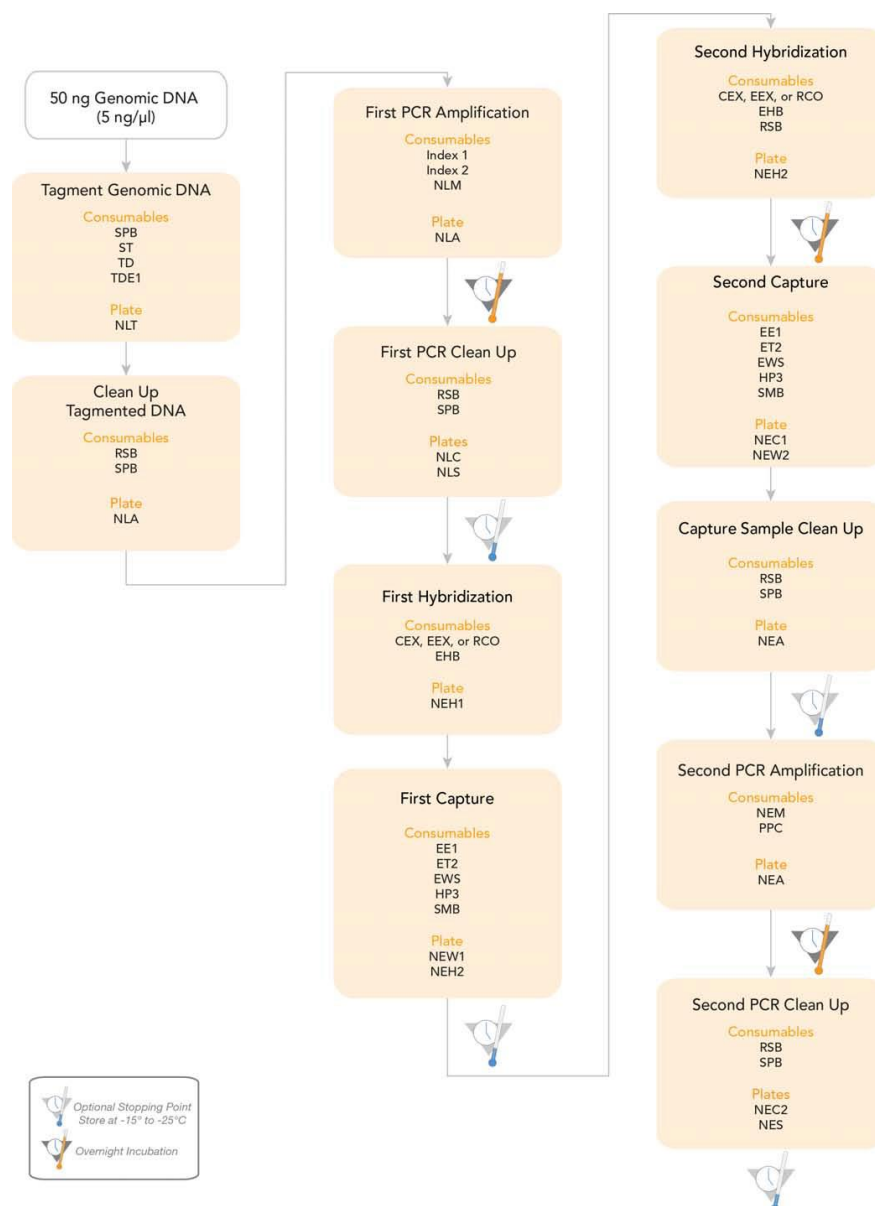 50 ng Genomic DNA
(5 ng/µl)
Tagment Genomic DNA
Consumables
SPB
ST
TD
TDE1
Plate
NLT
Clean Up
Tagmented DNA
Consumables
RSB
SPB
Plate
NLA
First PCR Amplification
Consumables
Index 1
Index 2
NLM
Plate
NLA
First PCR Clean Up
Consumables
RSB
SPB
Plates
NLC
NLS
First Hybridization
Consumables
CEX, EEX, or RCO
EHB
Plate
NEH1
First Capture
Consumables
EE1
ET2
EWS
HP3
SMB
Plate
NEW1
NEH2
Second Hybridization
Consumables
CEX, EEX, or RCO
EHB
RSB
Plate
NEH2
Second Capture
Consumables
EE1
ET2
EWS
HP3
SMB
Plate
NEC1
NEW2
Capture Sample Clean Up
Consumables
RSB
SPB
Plate
NEA
Second PCR Amplification
Consumables
NEM
PPC
Plate
NEA
Second PCR Clean Up
Consumables
RSB
SPB
Plates
NEC2
NES
Optional Stopping Point
Store at -15° to -25°C
Overnight Incubation